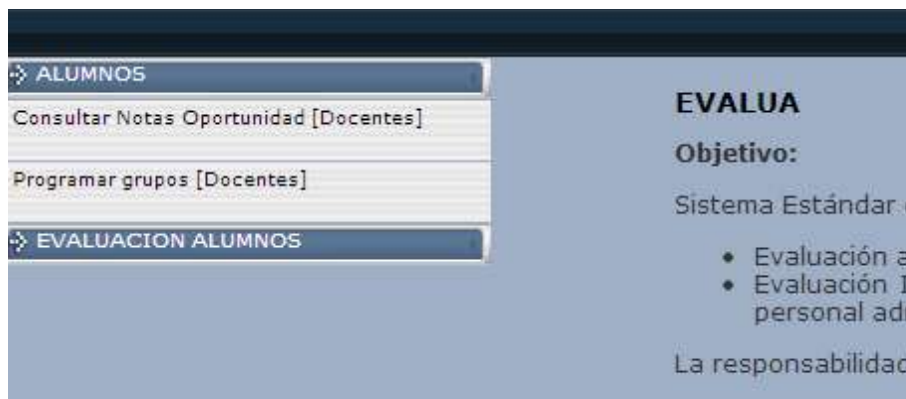 ALUMNOS
Consultar Notas Oportunidad [Docentes]
Programar grupos [Docentes]
EVALUACION ALUMNOS
EVALUA
Objetivo:
Sistema Estándar
Evaluación
Evaluación
personal
La responsabilidad